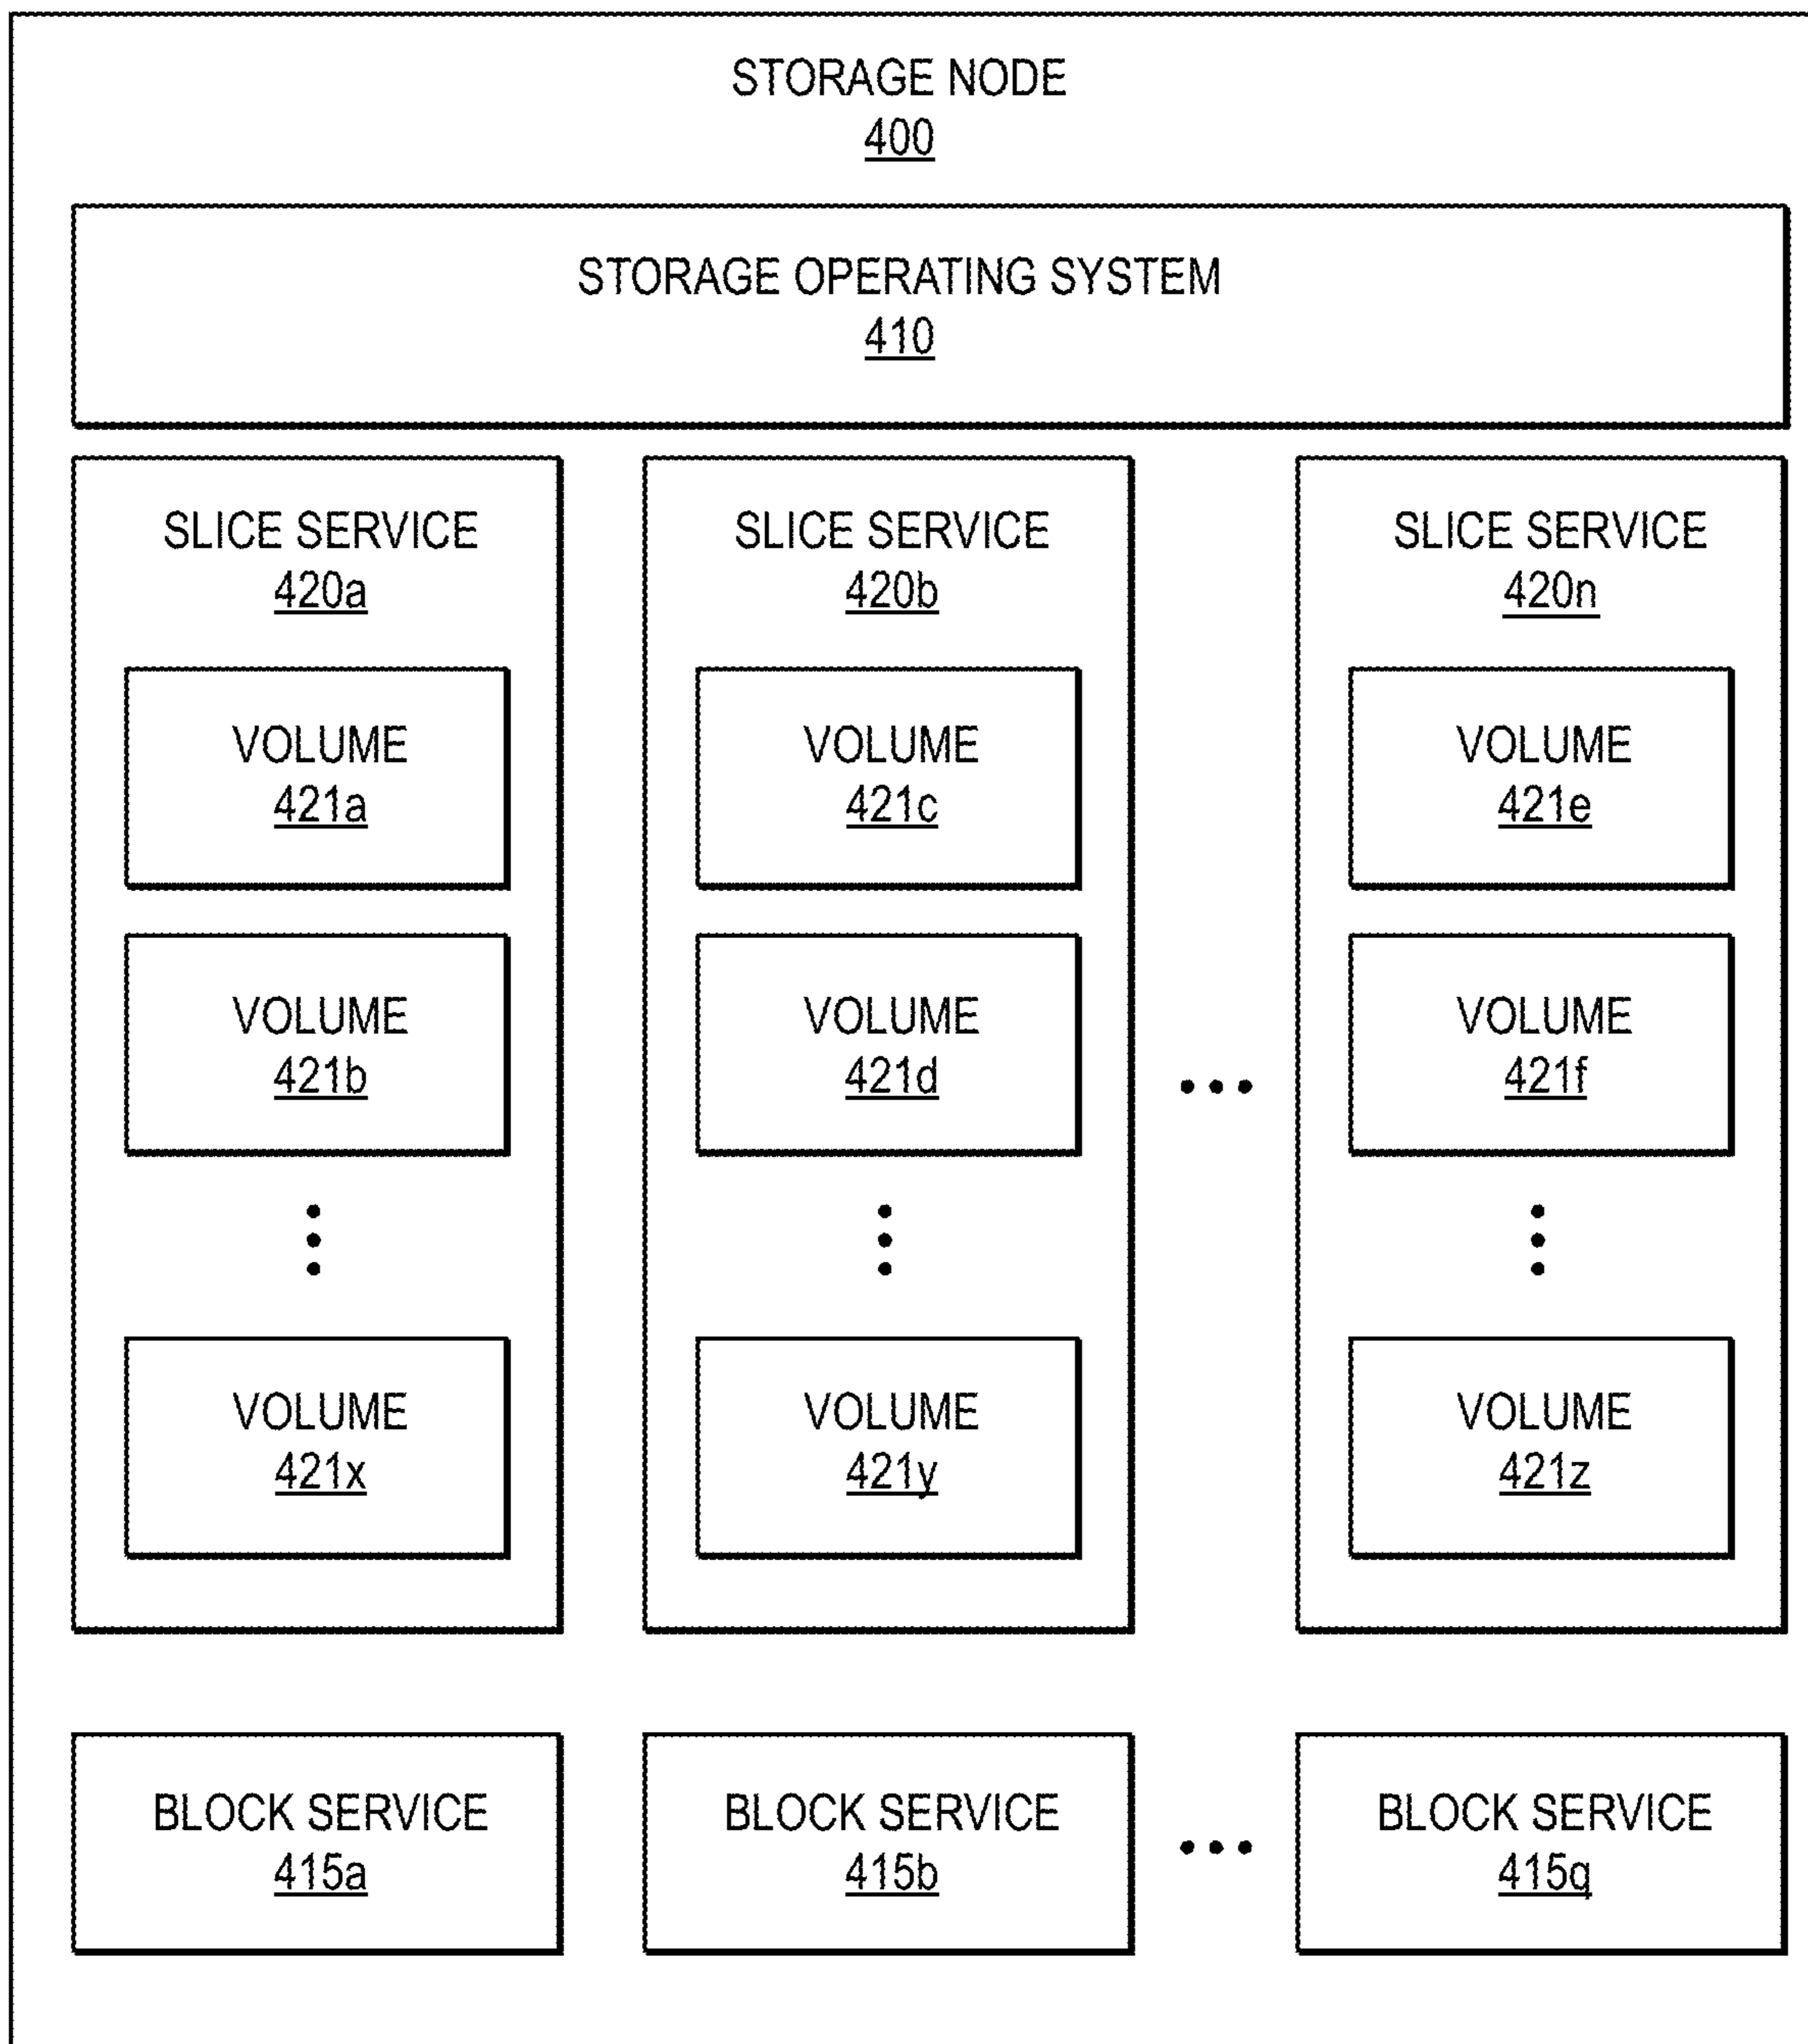 STORAGE NODE
400
STORAGE OPERATING SYSTEM
410
SLICE SERVICE
420a
VOLUME
421a
VOLUME
421b
VOLUME
421x
SLICE SERVICE
420b
VOLUME
421c
VOLUME
421d
VOLUME
421y
SLICE SERVICE
420n
VOLUME
421e
VOLUME
421f
VOLUME
421z
BLOCK SERVICE
415a
BLOCK SERVICE
415b
BLOCK SERVICE
415q